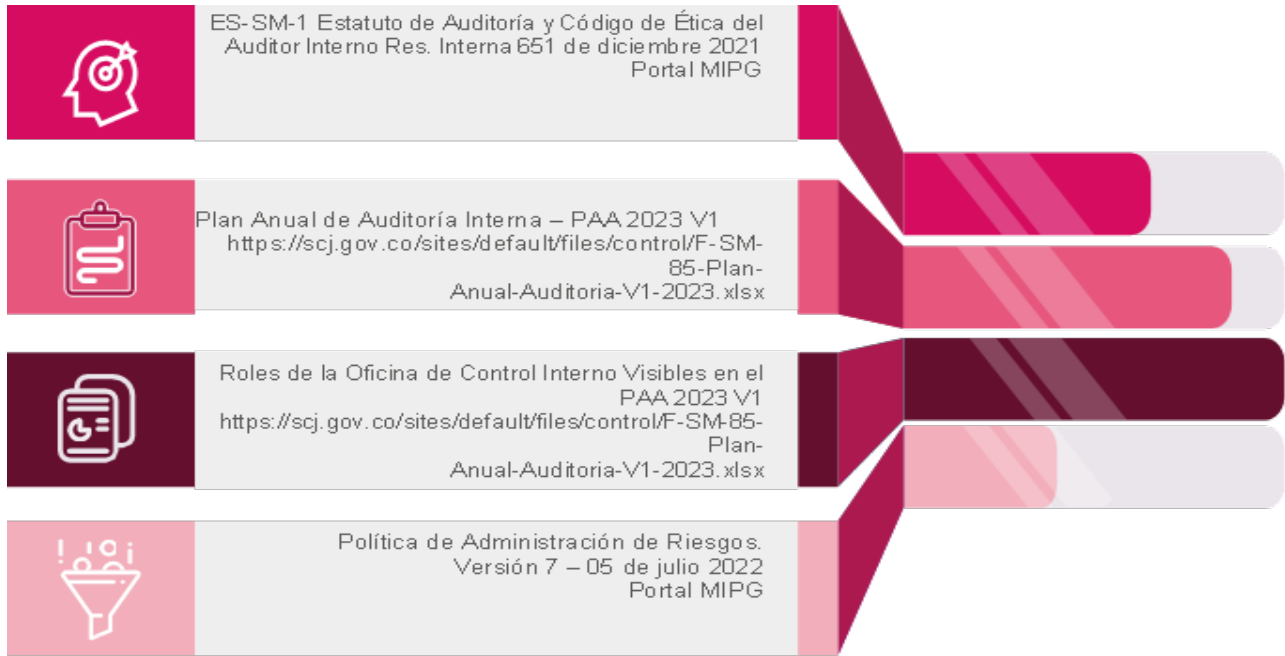 ES-SM-1 Estatuto de Auditoría y Código de Ética del
Auditor Interno Res. Interna 651 de diciembre 2021
Portal MIPG
Plan Anual de Auditoría Interna – PAA 2023 V1
https://scj.gov.co/sites/default/files/control/F-SM-
85-Plan-
Anual-Auditoria-V1-2023.xlsx
Roles de la Oficina de Control Interno Visibles en el
PAA 2023 V1
https://scj.gov.co/sites/default/files/control/F-SM-85-
Plan-
Anual-Auditoria-V1-2023.xlsx
Política de Administración de Riesgos.
Versión 7 – 05 de julio 2022
Portal MIPG